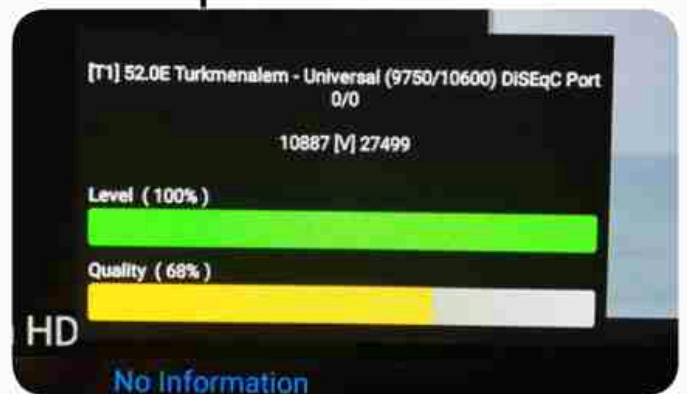 [T1] 52.0E Turkmenalem - Universal (9750/10600) DiSEqC Port
0/0
10887 [V] 27499
Level ( 100% )
Quality ( 68% )
HD
No Information